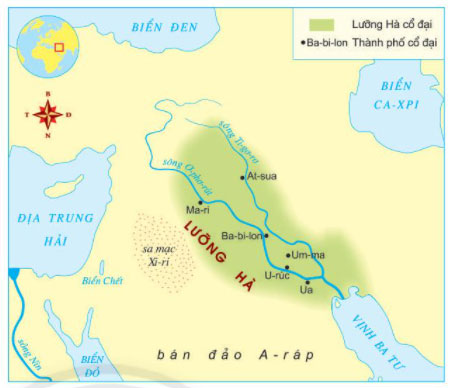 BIỂN ĐEN
Lưỡng Hà cổ đại
Ba-bi-lon Thành phố cổ đại
BIỂN
CA-XPI
B
T Đ
N
sông Ti-gơ-rơ
sông Ơ-phơ-rát
At-sua
Ma-ri
ĐỊA TRUNG
HẢI
LƯỠNG HÀ
Ba-bi-lon
sa mạc
Xi-ri
Um-ma
U-rúc
Ua
Biển Chết
sông Nin
BIỂN
ĐỎ
bán đảo A-ráp
VỊNH BA TƯ